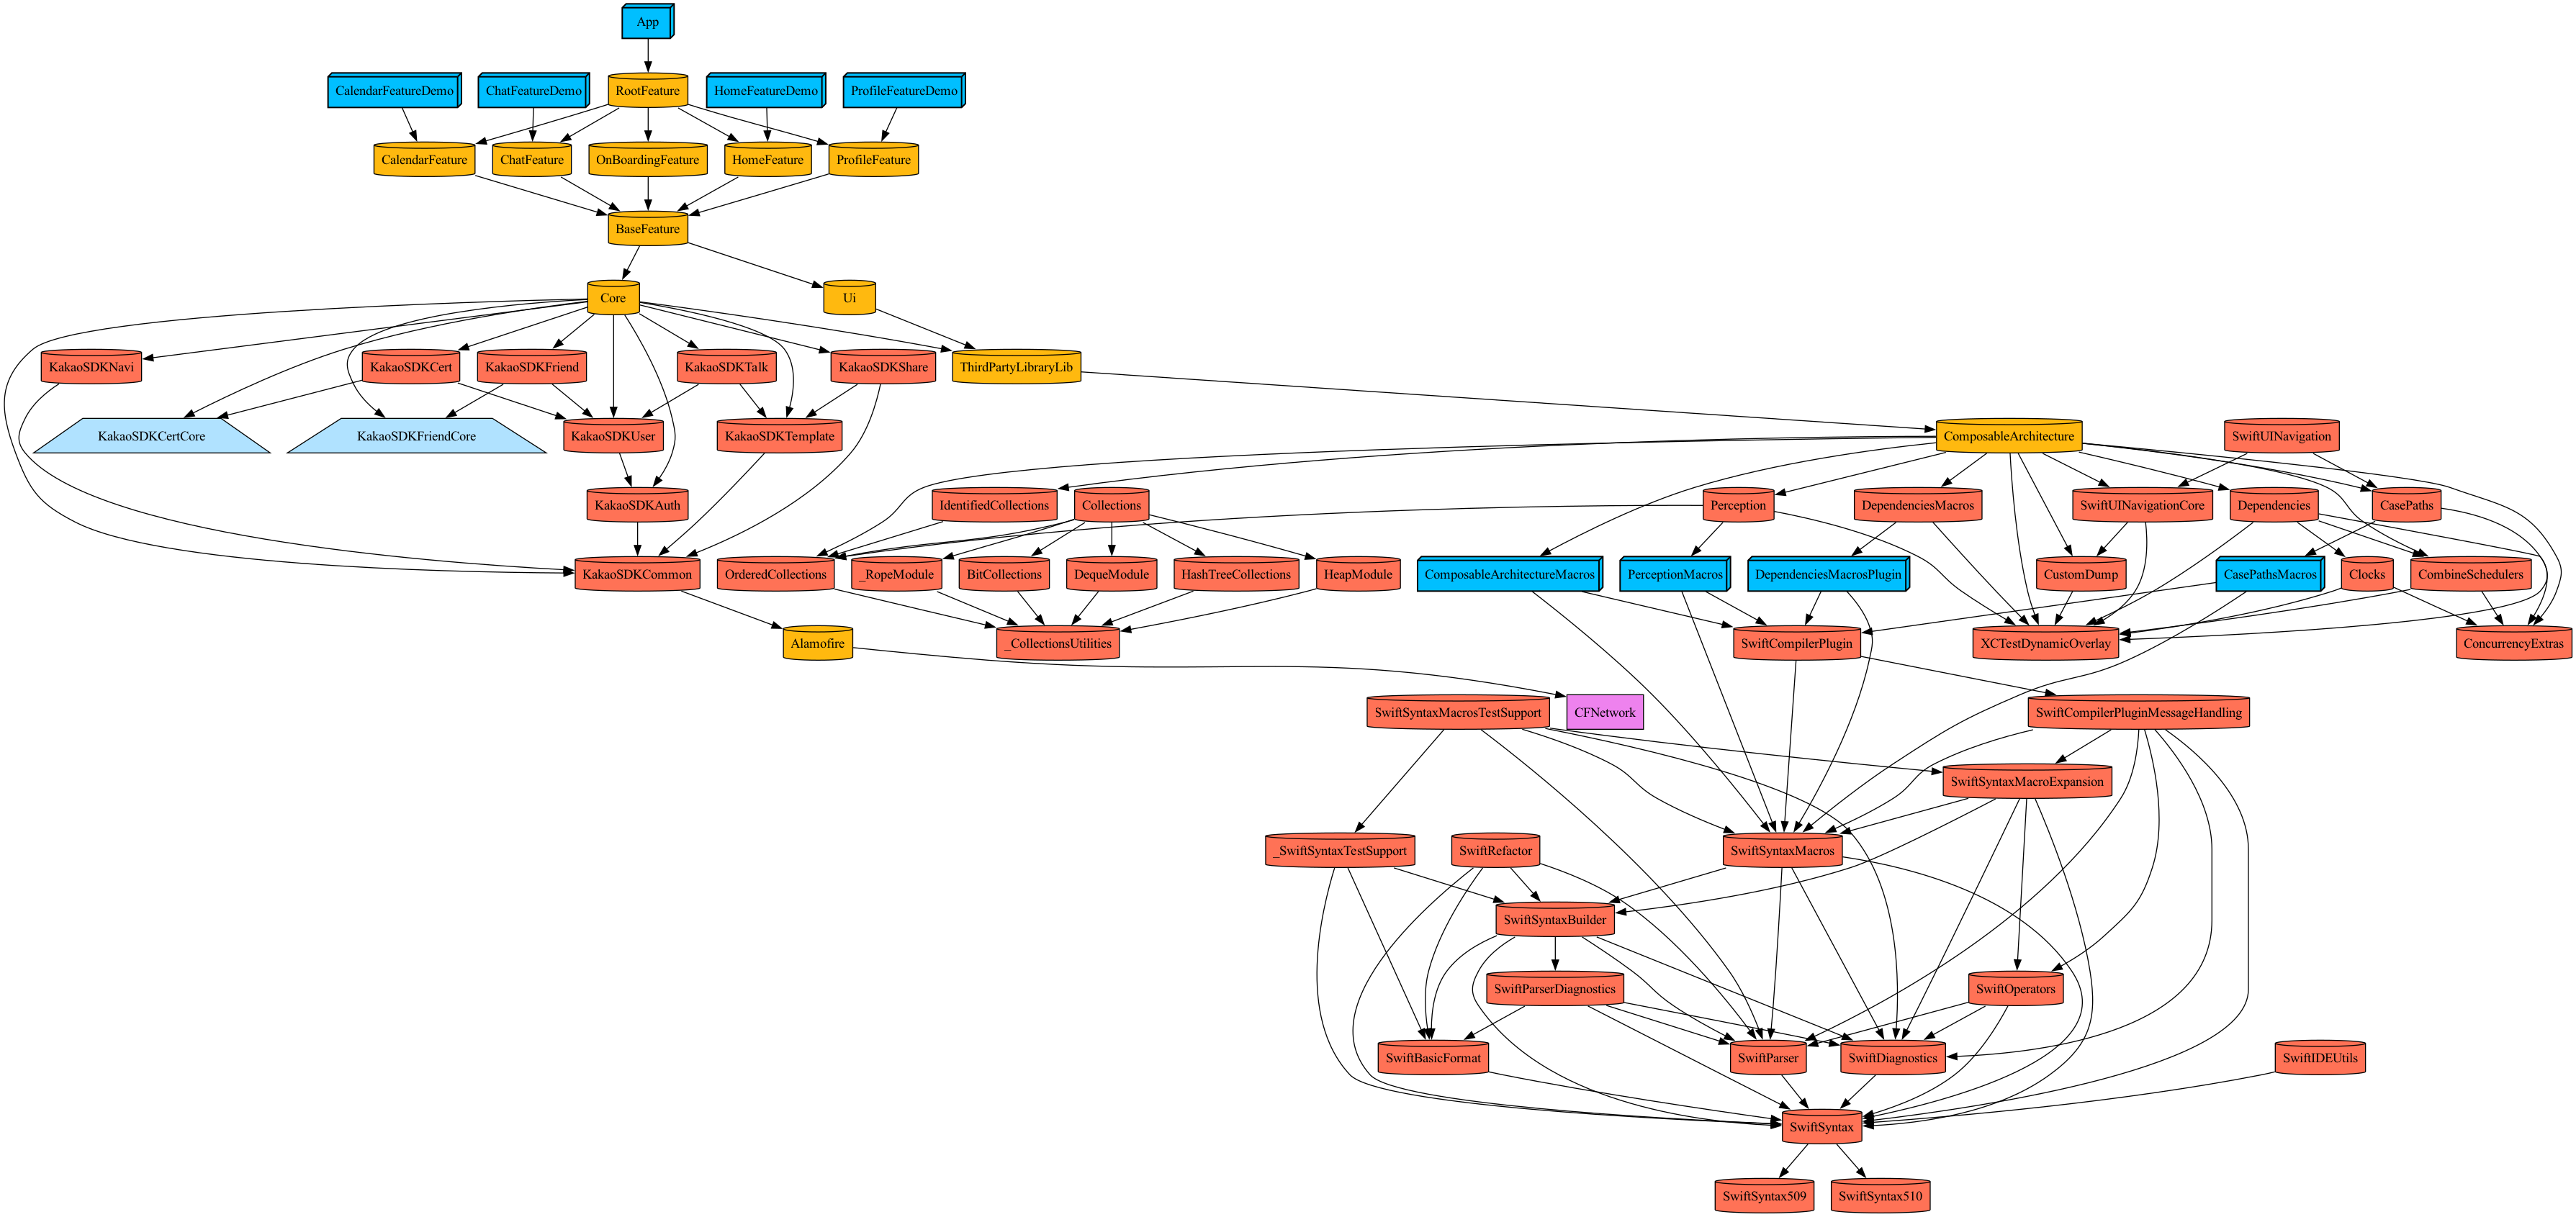 App
CalendarFeatureDemo
ChatFeatureDemo
RootFeature
HomeFeatureDemo
ProfileFeatureDemo
CalendarFeature
ChatFeature
OnBoardingFeature
HomeFeature
ProfileFeature
BaseFeature
Core
Ui
KakaoSDKNavi
KakaoSDKCert
KakaoSDKFriend
KakaoSDKTalk
KakaoSDKShare
ThirdPartyLibraryLib
KakaoSDKCertCore
KakaoSDKFriendCore
KakaoSDKUser
KakaoSDKTemplate
ComposableArchitecture
SwiftUINavigation
KakaoSDKAuth
IdentifiedCollections
Collections
Perception
DependenciesMacros
SwiftUINavigationCore
Dependencies
CasePaths
KakaoSDKCommon
OrderedCollections
_RopeModule
BitCollections
DequeModule
HashTreeCollections
HeapModule
ComposableArchitectureMacros
PerceptionMacros
DependenciesMacrosPlugin
CustomDump
CasePathsMacros
Clocks
CombineSchedulers
Alamofire
_CollectionsUtilities
SwiftCompilerPlugin
XCTestDynamicOverlay
ConcurrencyExtras
SwiftSyntaxMacrosTestSupport
CFNetwork
SwiftCompilerPluginMessageHandling
SwiftSyntaxMacroExpansion
_SwiftSyntaxTestSupport
SwiftRefactor
SwiftSyntaxMacros
SwiftSyntaxBuilder
SwiftParserDiagnostics
SwiftOperators
SwiftBasicFormat
SwiftParser
SwiftDiagnostics
SwiftIDEUtils
SwiftSyntax
SwiftSyntax509
SwiftSyntax510